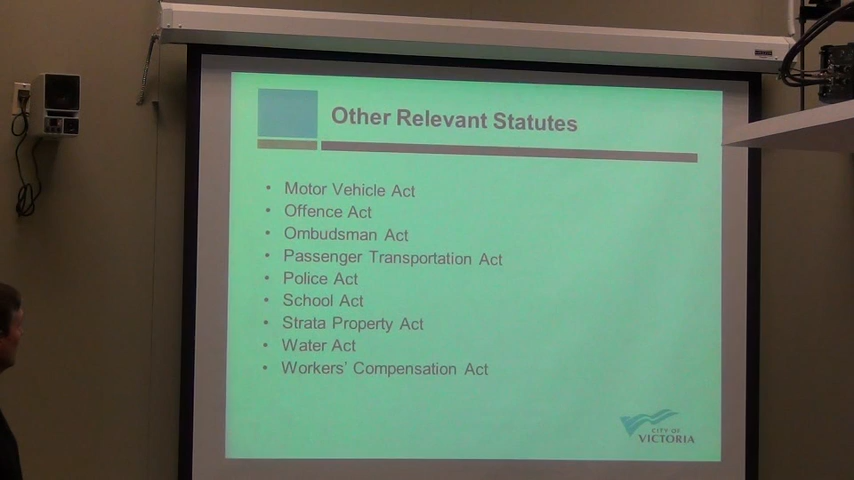 Other Relevant Statutes
• Motor Vehicle Act
• Offence Act
• Ombudsman Act
• Passenger Transportation Act
• Police Act
• School Act
• Strata Property Act
• Water Act
• Workers' Compensation Act
CITY OF
VICTORIA